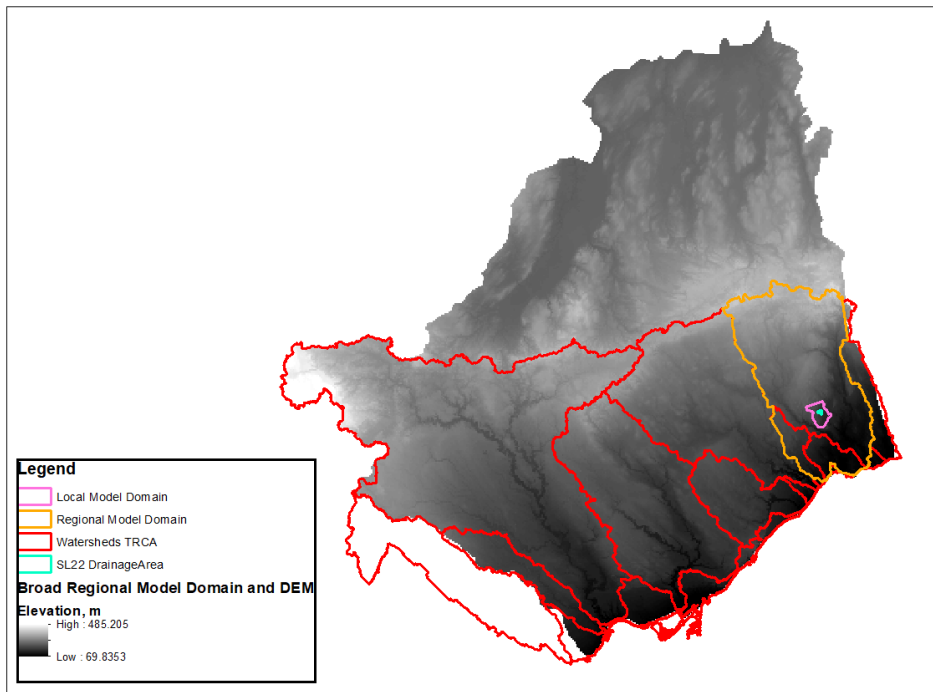 Legend
Local Model Domain
Regional Model Domain
Watersheds TRCA
SL22 DrainageArea
Broad Regional Model Domain and DEM
Elevation, m
High : 485.205
Low : 69.8353